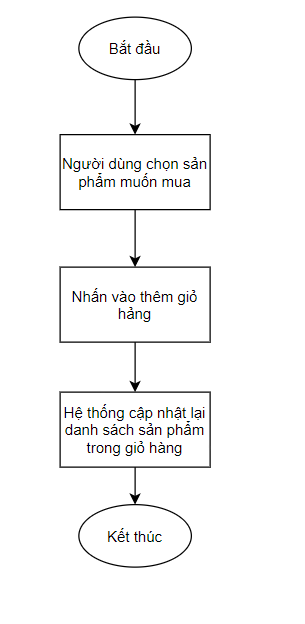 Bắt đầu
Người dùng chọn sản
phẩm muốn mua
Nhấn vào thêm giỏ
hảng
Hệ thống cập nhật lại
danh sách sản phẩm
trong giỏ hàng
Kết thúc